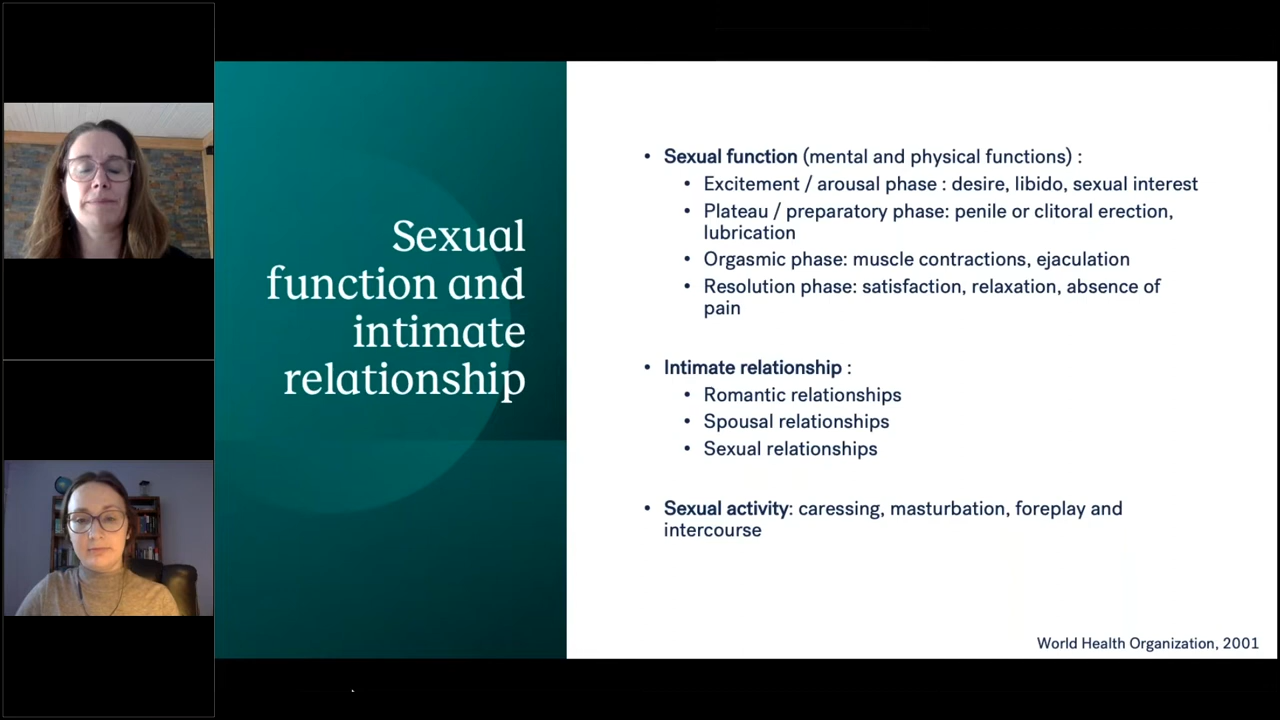 Sexual
function and
intimate
relationship
• Sexual function (mental and physical functions) :
• Excitement / arousal phase : desire, libido, sexual interest
• Plateau / preparatory phase: penile or clitoral erection,
lubrication
• Orgasmic phase: muscle contractions, ejaculation
• Resolution phase: satisfaction, relaxation, absence of
pain
• Intimate relationship :
• Romantic relationships
• Spousal relationships
• Sexual relationships
• Sexual activity: caressing, masturbation, foreplay and
intercourse
World Health Organization, 2001